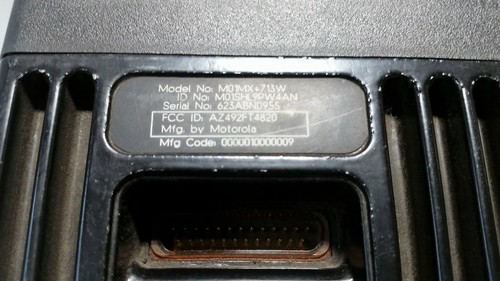 Model No: M01MX+713W
ID No: M01SHL9PW4AN
Serial No: 623ABN0955
FCC ID: AZ492FT4820
Mfg. by Motorola
Mfg Code: 0000010000009